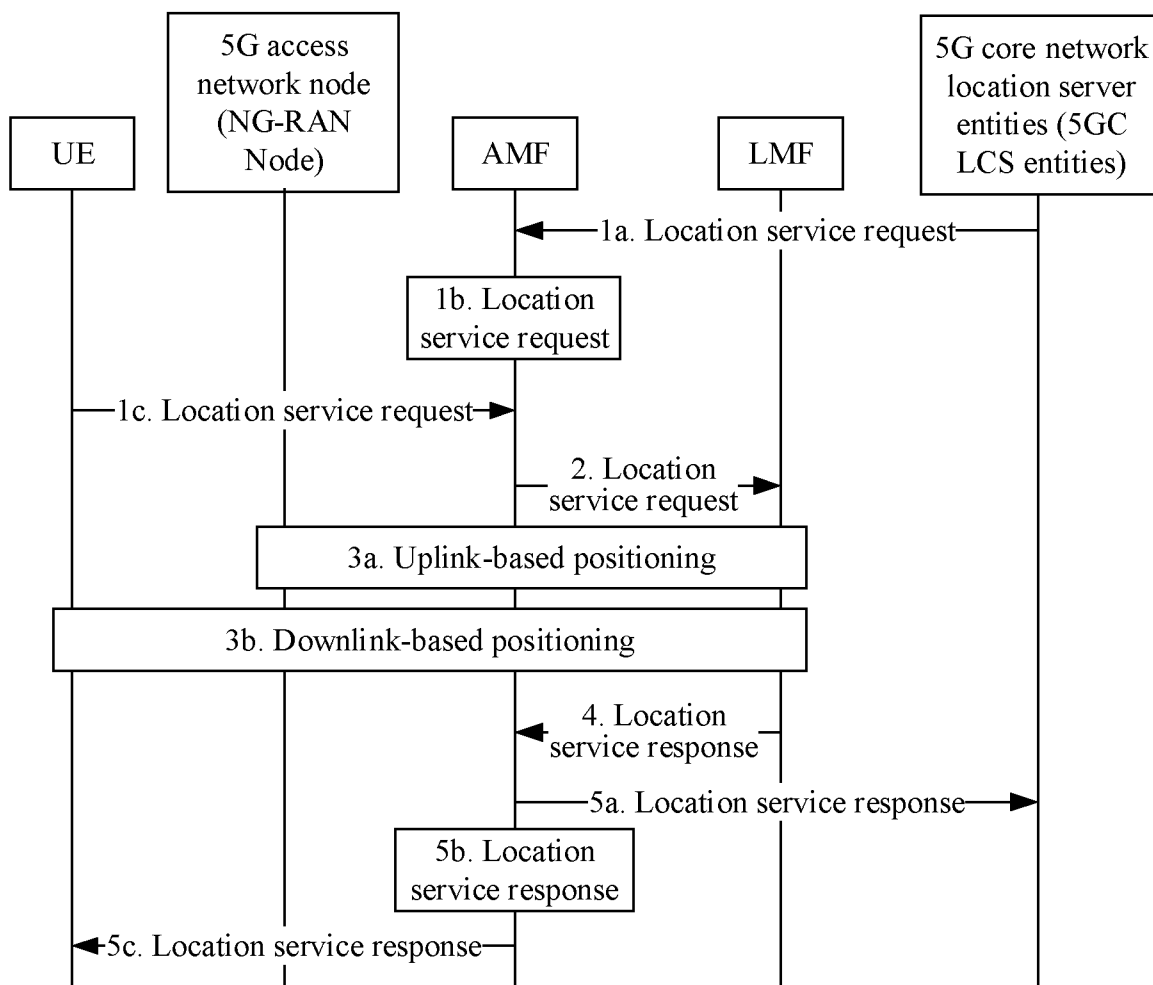 5G access
network node
(NG-RAN
Node)
5G core network
location server
entities (5GC
LCS entities)
UE
AMF
LMF
1a. Location service request
1b. Location
service request
1c. Location service request
2. Location
service request
3a. Uplink-based positioning
3b. Downlink-based positioning
4. Location
service response
5a. Location service response
5b. Location
service response
5c. Location service response